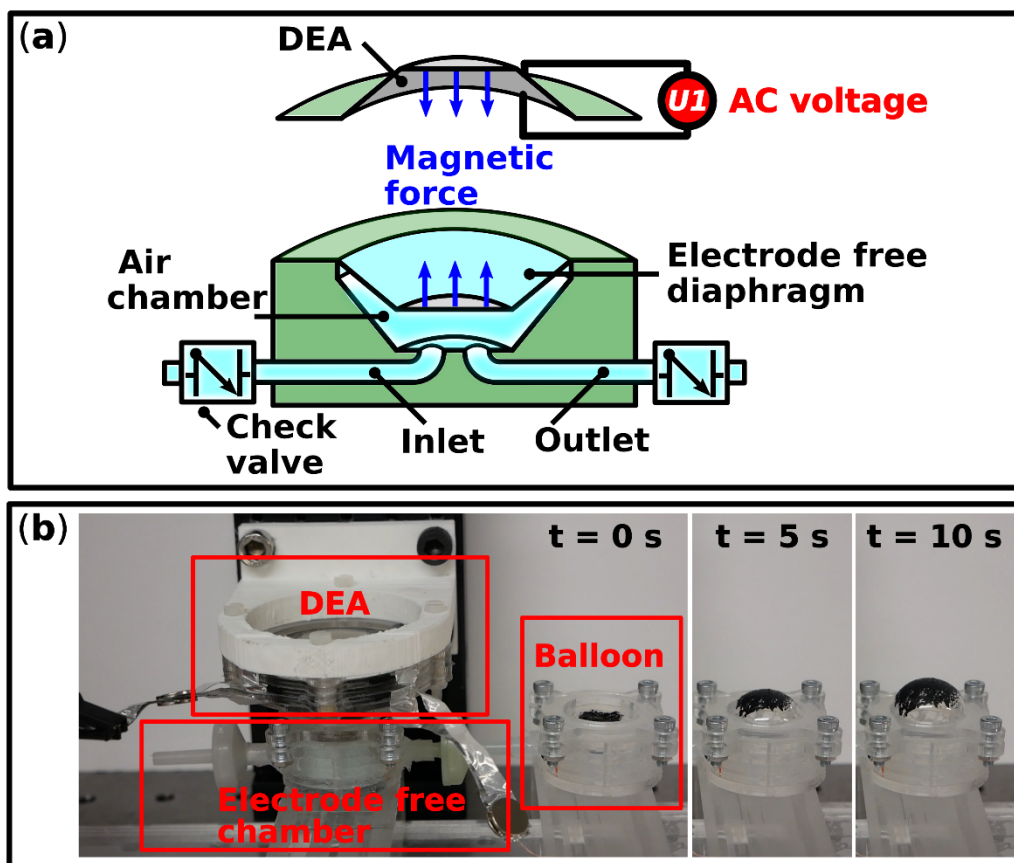 (a)
DEA
U1
AC voltage
Magnetic
force
Air
chamber
Electrode free
diaphragm
Check
valve
Inlet
Outlet
(b)
t = 0 s
t = 5 s
t = 10 s
DEA
Balloon
Electrode free
chamber